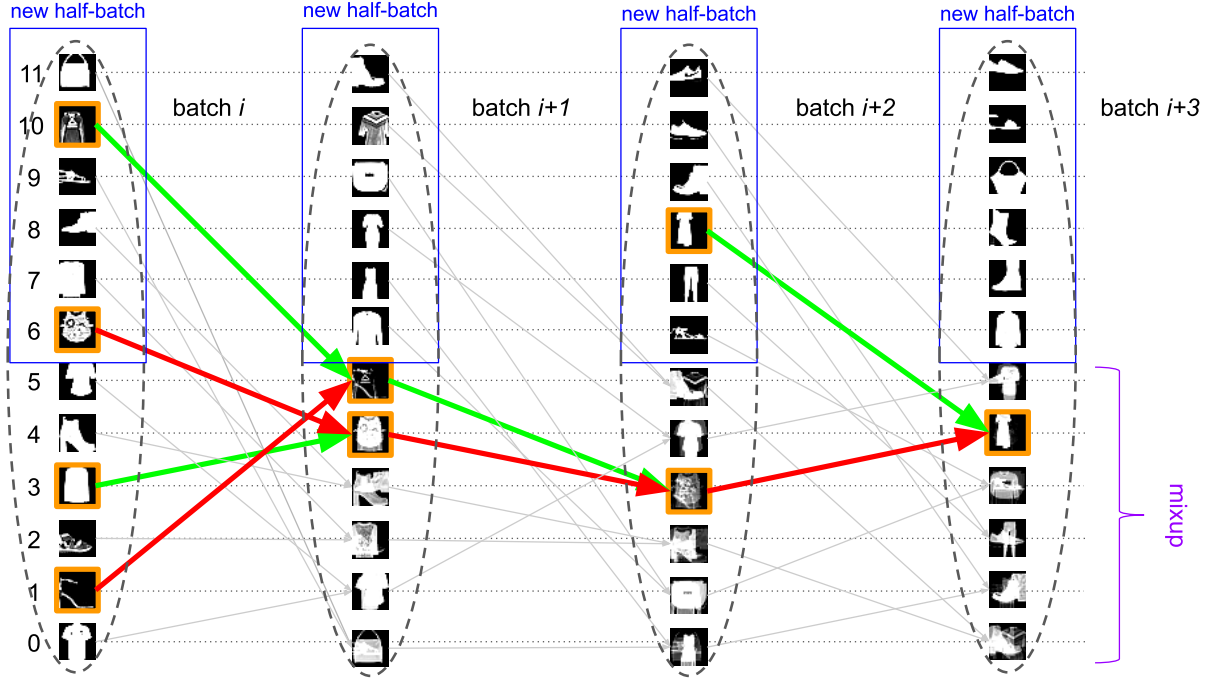 new half-batch
new half-batch
new half-batch
new half-batch
batch i
batch i+1
batch i+2
batch i+3
11
10
9
8
7
6
5
4
3
2
1
0
mixup